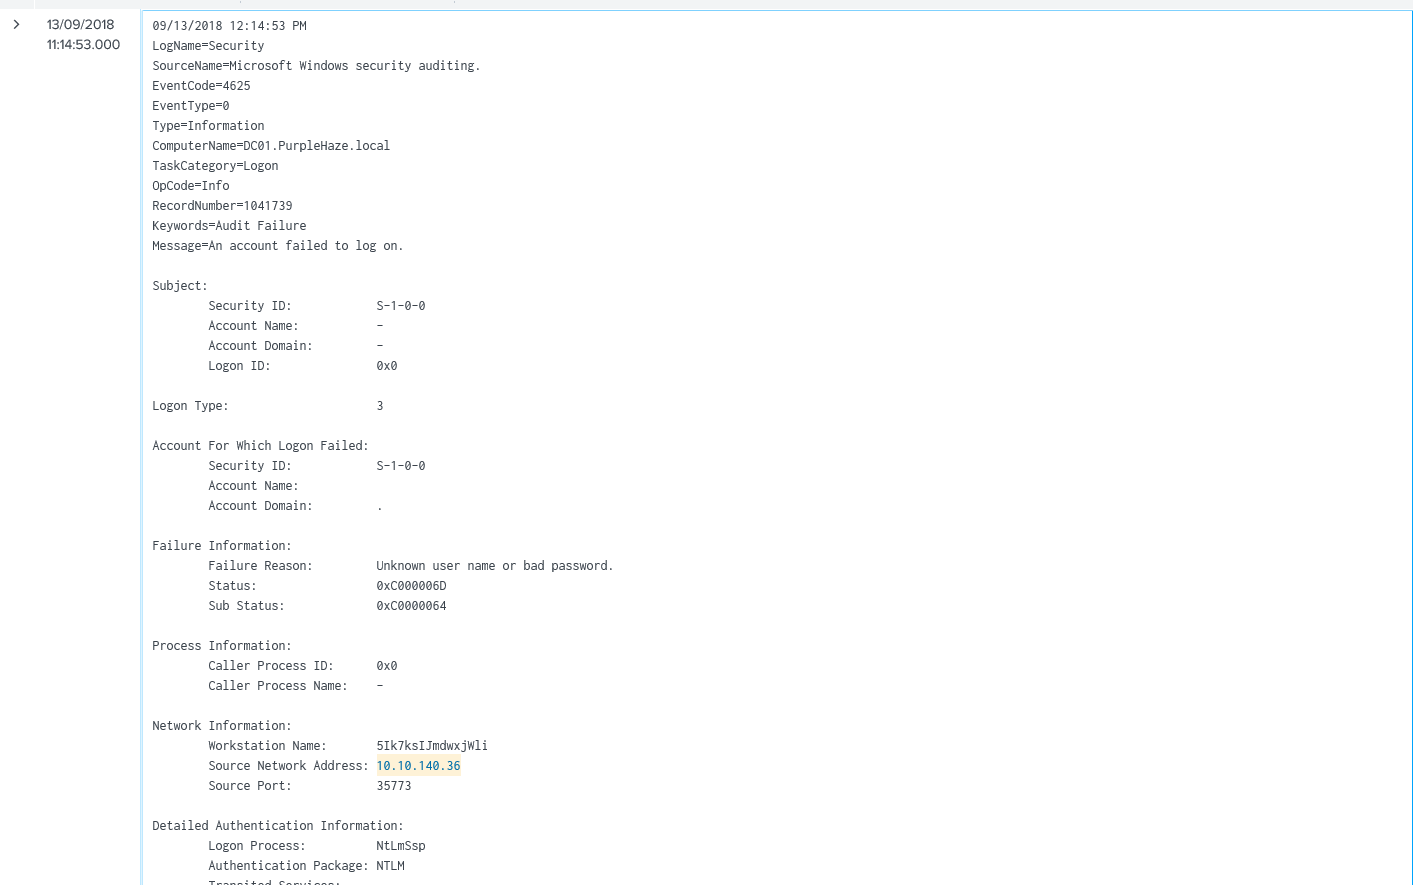 13/09/2018
11:14:53.000
09/13/2018 12:14:53 PM
LogName=Security
SourceName=Microsoft Windows security auditing.
EventCode=4625
EventType=0
Type=Information
ComputerName=DC01.PurpleHaze.local
TaskCategory=Logon
OpCode=Info
RecordNumber=1041739
Keywords=Audit Failure
Message=An account failed to log on.
Subject:
Security ID: S-1-0-0
Account Name: -
Account Domain: -
Logon ID: 0x0
Logon Type: 3
Account For Which Logon Failed:
Security ID: S-1-0-0
Account Name:
Account Domain: .
Failure Information:
Failure Reason: Unknown user name or bad password.
Status: 0xC000006D
Sub Status: 0xC0000064
Process Information:
Caller Process ID: 0x0
Caller Process Name: -
Network Information:
Workstation Name: 5Ik7ksIJmdwxjWli
Source Network Address: 10.10.140.36
Source Port: 35773
Detailed Authentication Information:
Logon Process: NtLmSsp
Authentication Package: NTLM
Transited Services: -